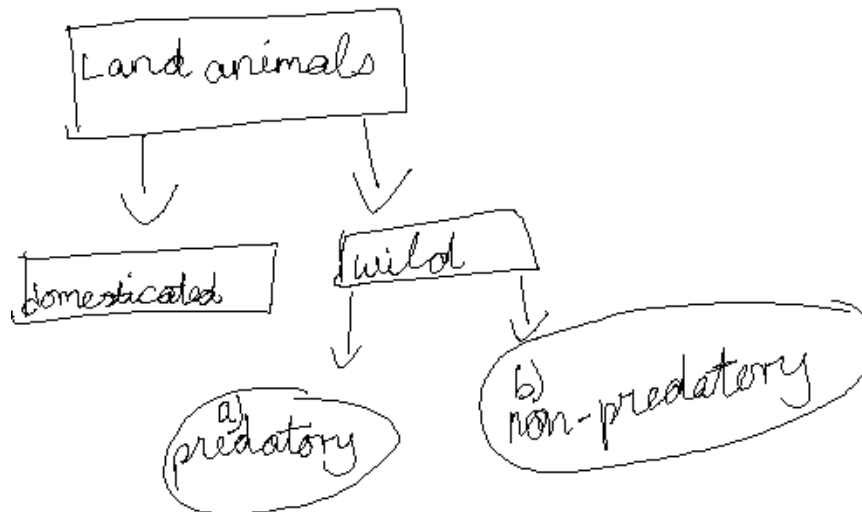 Land animals
domesticated
wild
a)
predatory
b)
non-predatory